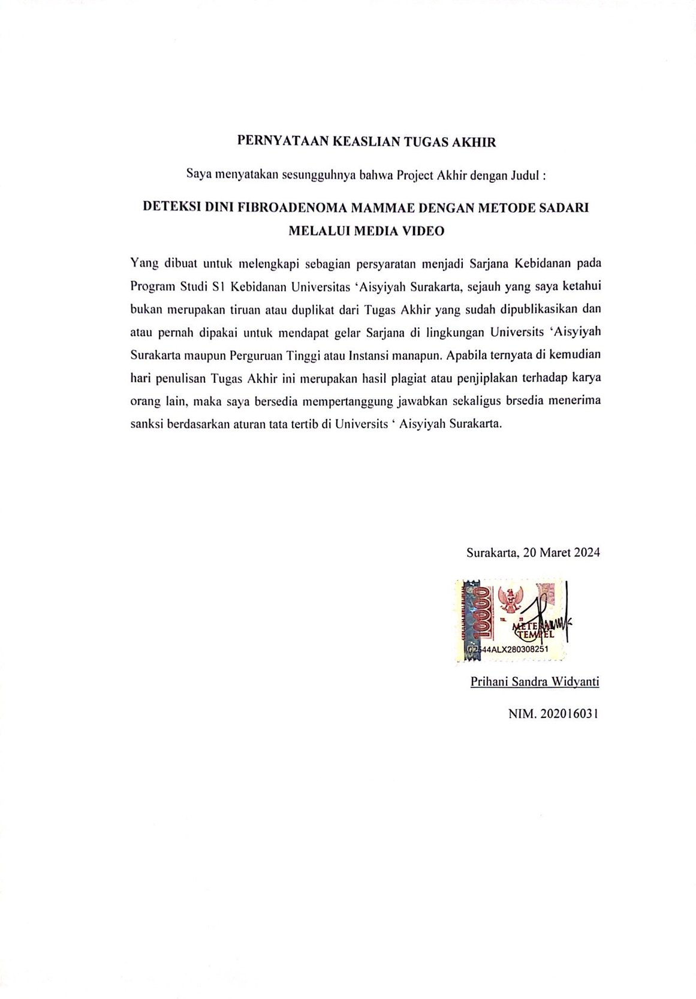 PERNYATAAN KEASLIAN TUGAS AKHIR
Saya menyatakan sesungguhnya bahwa Project Akhir dengan Judul :
DETEKSI DINI FIBROADENOMA MAMMAE DENGAN METODE SADARI
MELALUI MEDIA VIDEO
Yang dibuat untuk melengkapi sebagian persyaratan menjadi Sarjana Kebidanan pada
Program Studi S1 Kebidanan Universitas ‘Aisyiyah Surakarta, sejauh yang saya ketahui
bukan merupakan tiruan atau duplikat dari Tugas Akhir yang sudah dipublikasikan dan
atau pernah dipakai untuk mendapat gelar Sarjana di lingkungan Universits ‘Aisyiyah
Surakarta maupun Perguruan Tinggi atau Instansi manapun. Apabila ternyata di kemudian
hari penulisan Tugas Akhir ini merupakan hasil plagiat atau penjiplakan terhadap karya
orang lain, maka saya bersedia mempertanggung jawabkan sekaligus brsedia menerima
sanksi berdasarkan aturan tata tertib di Universits ‘ Aisyiyah Surakarta.
Surakarta, 20 Maret 2024
10000
TGL. 20
METERAI
TEMPEL
02544ALX280308251
Prihani Sandra Widyanti
NIM. 202016031